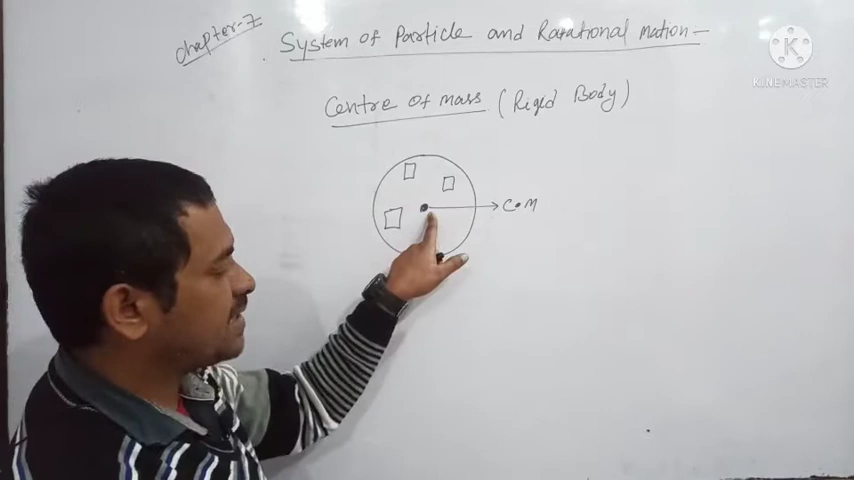 chapter-7
System of Particle and Rotational motion -
Centre of mass (Rigid Body)
C.M
K
KINEMASTER